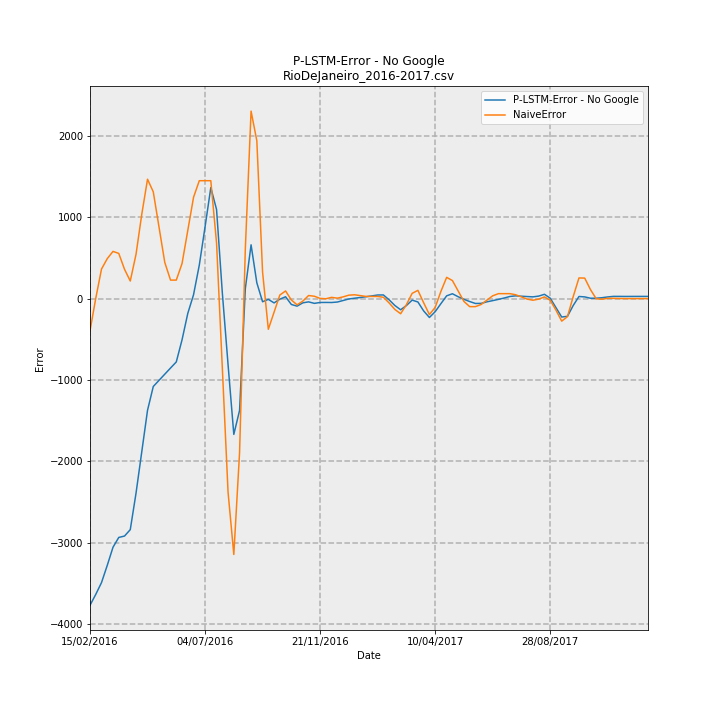 P-LSTM-Error - No Google
RioDeJaneiro_2016-2017.csv
P-LSTM-Error - No Google
NaiveError
2000
1000
0
−1000
−2000
−3000
−4000
Error
15/02/2016 04/07/2016 21/11/2016 10/04/2017 28/08/2017
Date